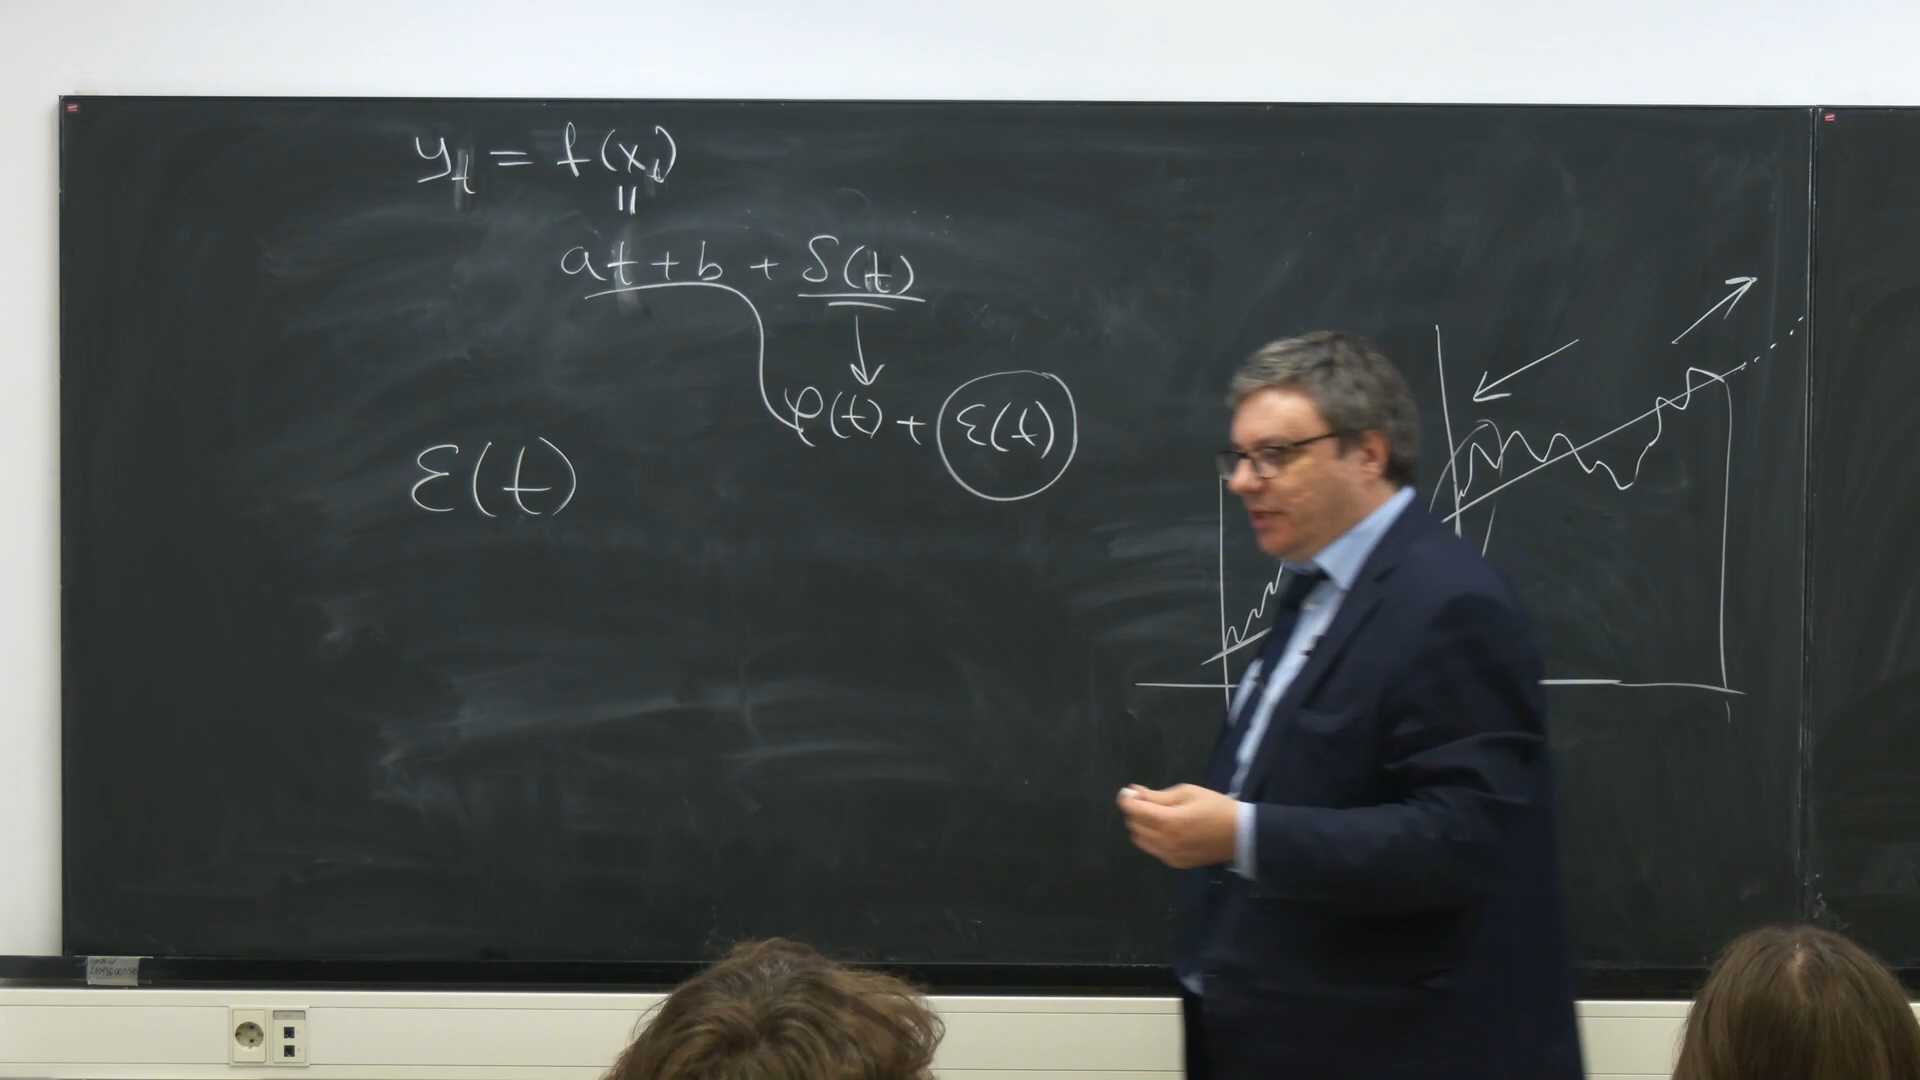 y_t = f(x_t)
||
at + b + S(t)
φ(t) + ε(t)
ε(t)